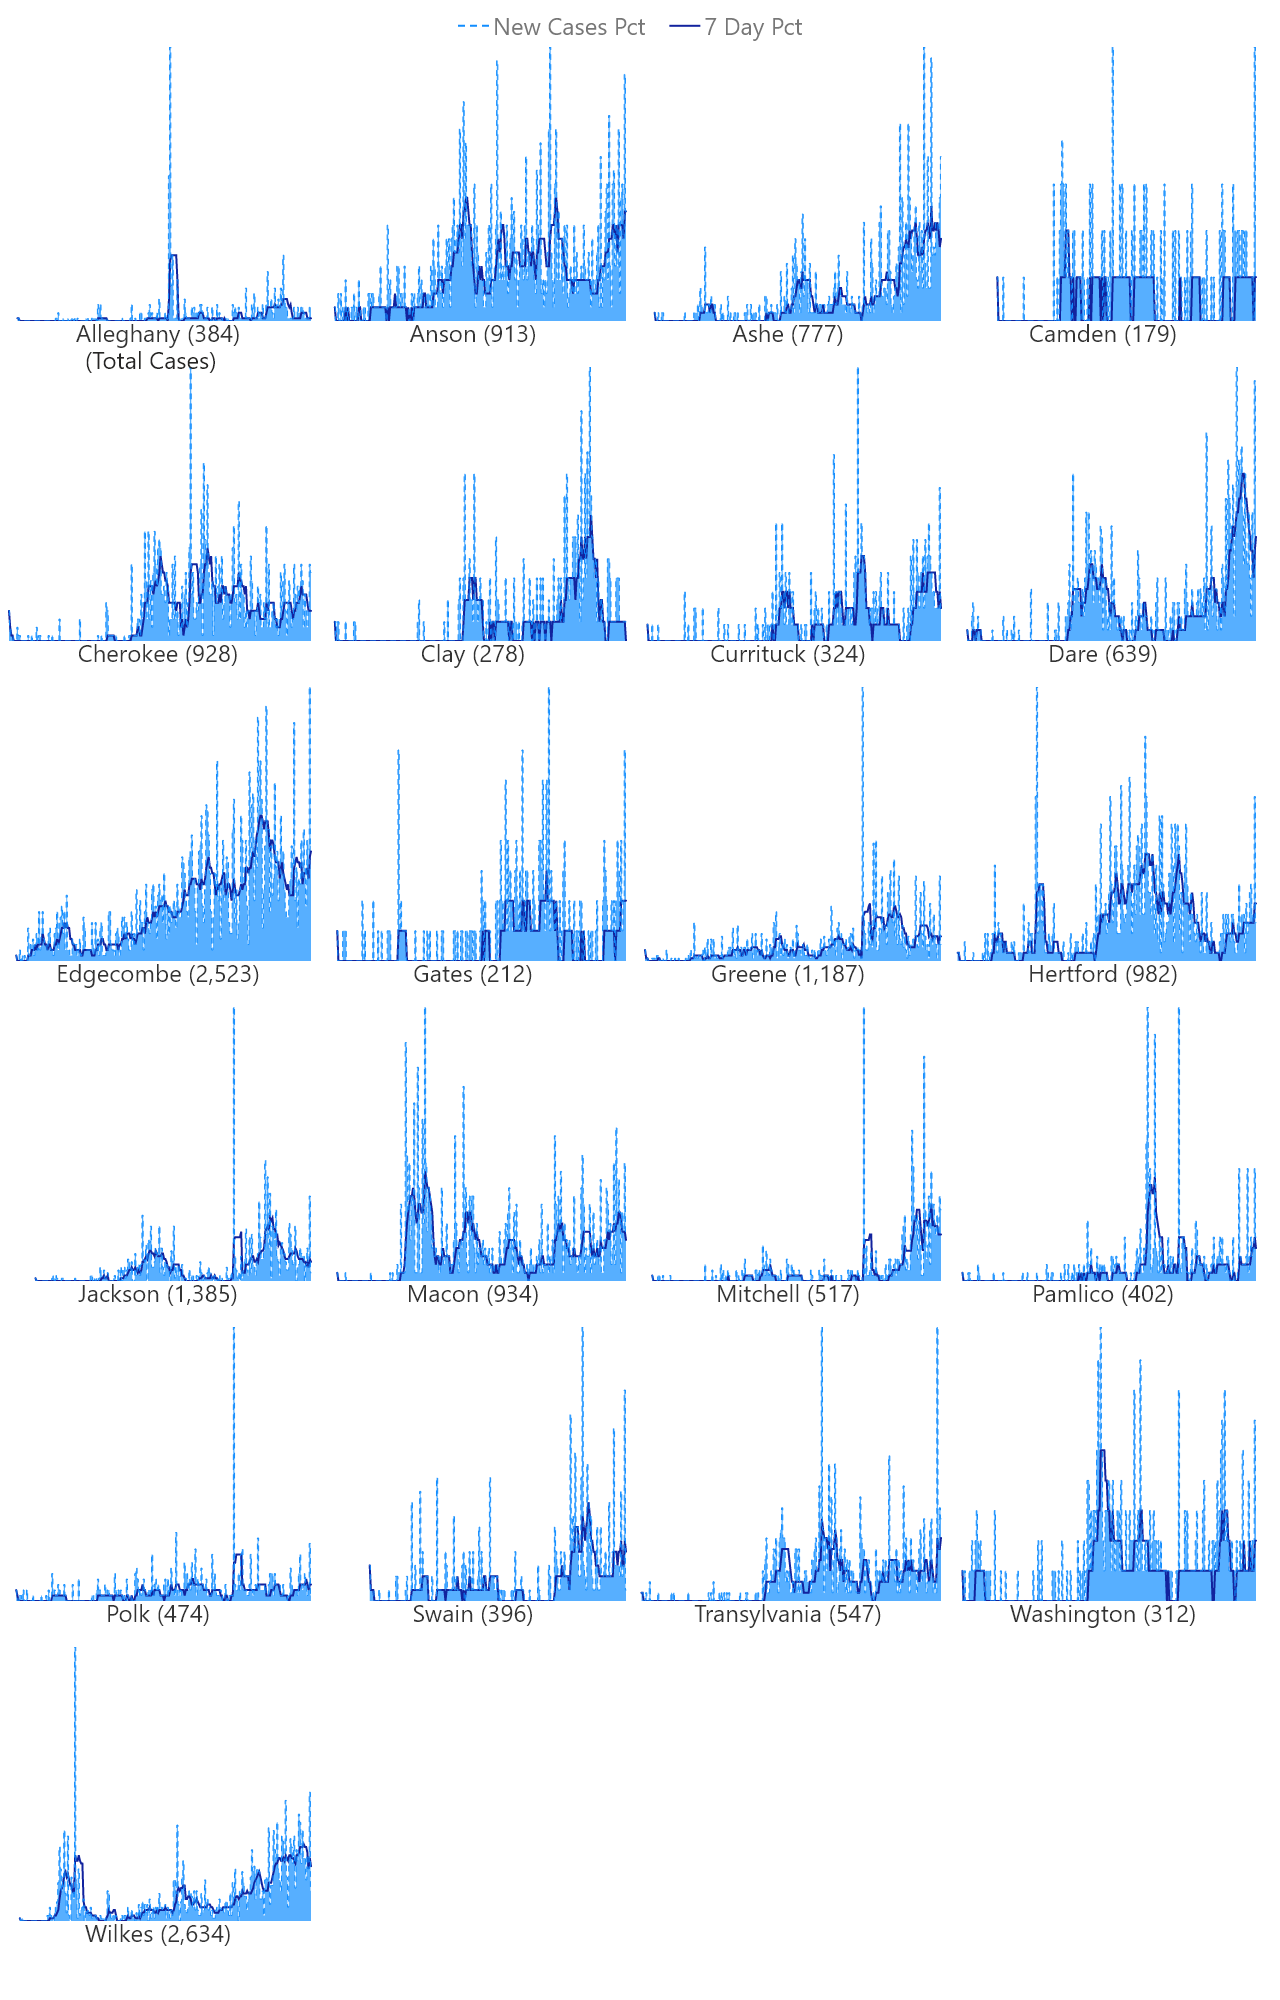 New Cases Pct 7 Day Pct
Alleghany (384)
(Total Cases)
Anson (913)
Ashe (777)
Camden (179)
Cherokee (928)
Clay (278)
Currituck (324)
Dare (639)
Edgecombe (2,523)
Gates (212)
Greene (1,187)
Hertford (982)
Jackson (1,385)
Macon (934)
Mitchell (517)
Pamlico (402)
Polk (474)
Swain (396)
Transylvania (547)
Washington (312)
Wilkes (2,634)